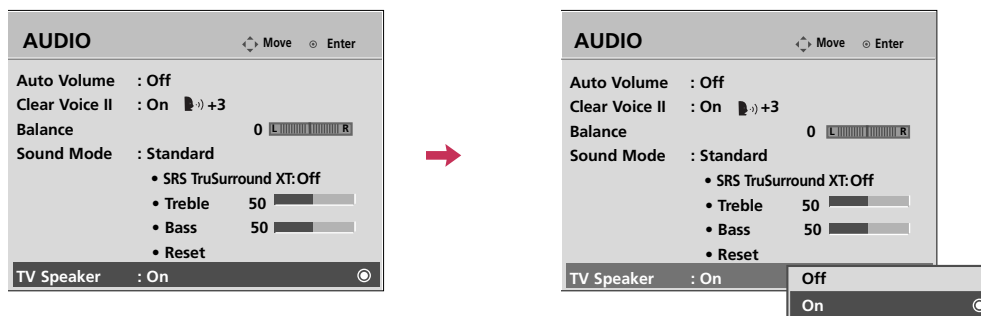 AUDIO Move Enter
Auto Volume : Off
Clear Voice II : On +3
Balance 0 L R
Sound Mode : Standard
• SRS TruSurround XT: Off
• Treble 50
• Bass 50
• Reset
TV Speaker : On
AUDIO Move Enter
Auto Volume : Off
Clear Voice II : On +3
Balance 0 L R
Sound Mode : Standard
• SRS TruSurround XT: Off
• Treble 50
• Bass 50
• Reset
TV Speaker : On
Off
On